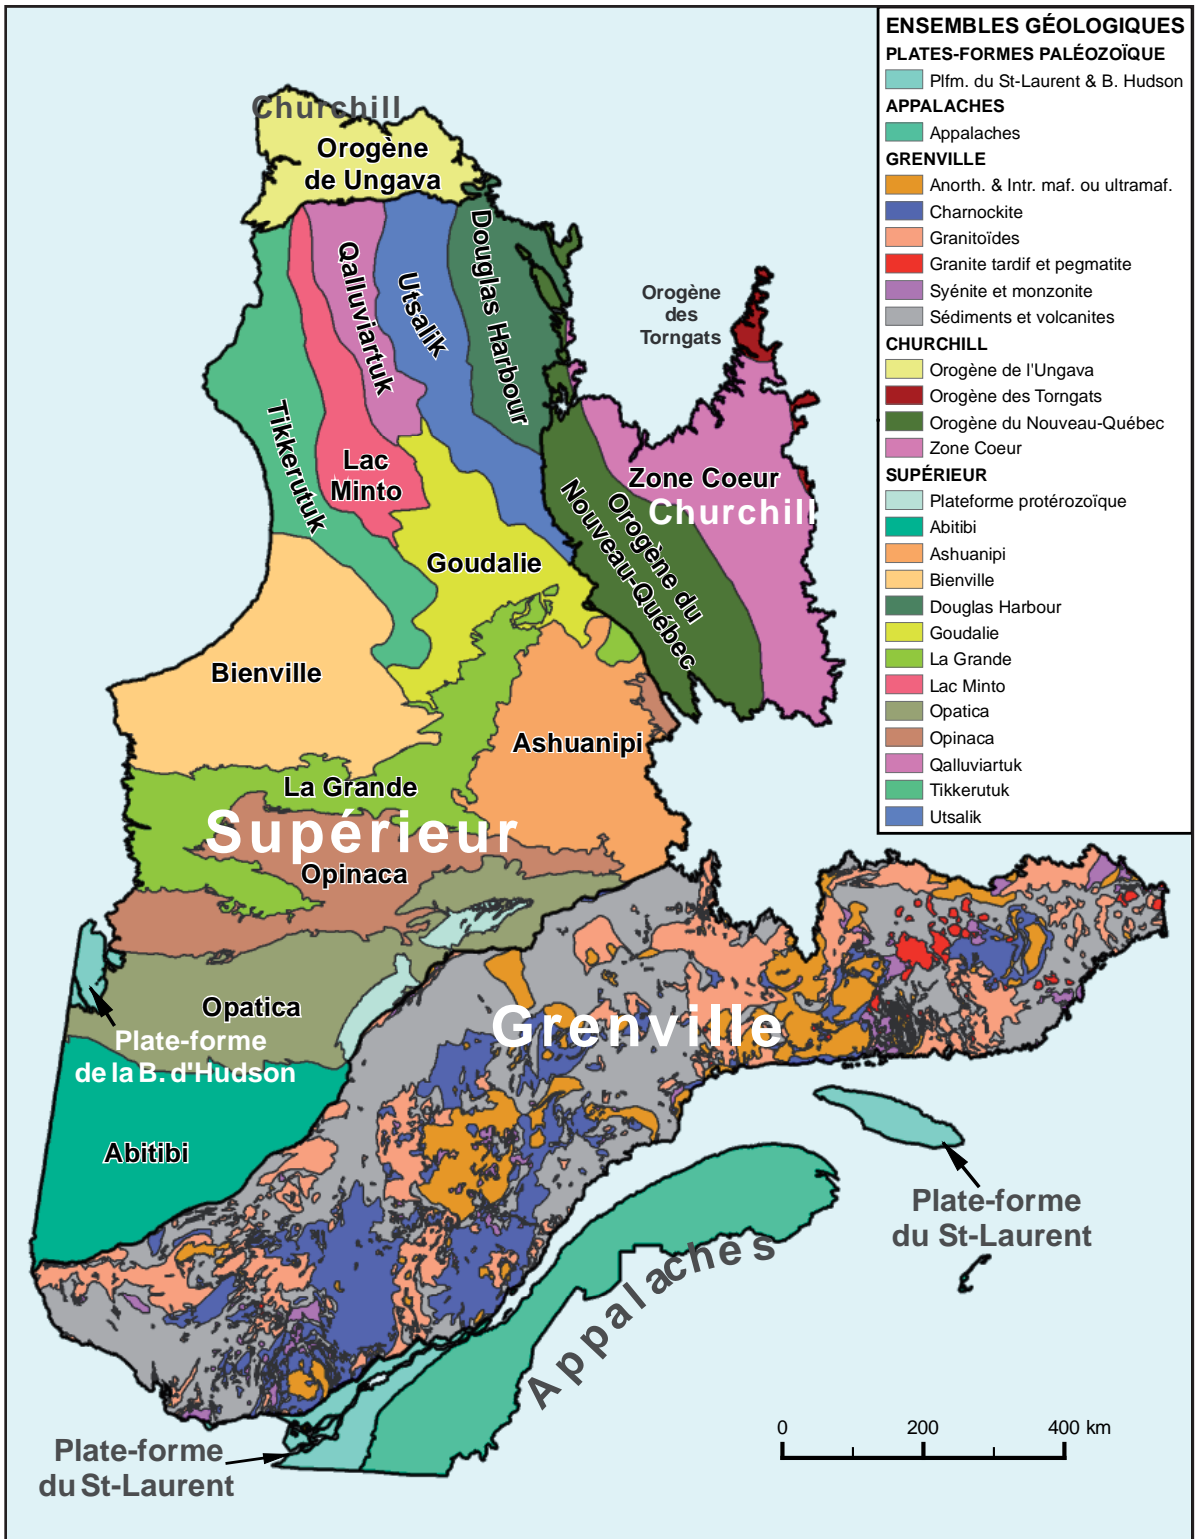 ENSEMBLES GÉOLOGIQUES
PLATES-FORMES PALÉOZOÏQUE
Plfm. du St-Laurent & B. Hudson
APPALACHES
Appalaches
GRENVILLE
Anorth. & Intr. maf. ou ultramaf.
Charnockite
Granitoïdes
Granite tardif et pegmatite
Syénite et monzonite
Sédiments et volcanites
CHURCHILL
Orogène de l'Ungava
Orogène des Torngats
Orogène du Nouveau-Québec
Zone Coeur
SUPÉRIEUR
Plateforme protérozoïque
Abitibi
Ashuanipi
Bienville
Douglas Harbour
Goudalie
La Grande
Lac Minto
Opatica
Opinaca
Qalluviartuk
Tikkerutuk
Utsalik
Churchill
Orogène
de Ungava
Qalluviartuk
Utsalik
Douglas Harbour
Orogène
des
Torngats
Tikkerutuk
Lac
Minto
Zone Coeur
Churchill
Orogène du
Nouveau-Québec
Goudalie
Bienville
Ashuanipi
La Grande
Supérieur
Opinaca
Opatica
Grenville
Plate-forme
de la B. d'Hudson
Abitibi
Plate-forme
du St-Laurent
Appalaches
Plate-forme
du St-Laurent
0 200 400 km